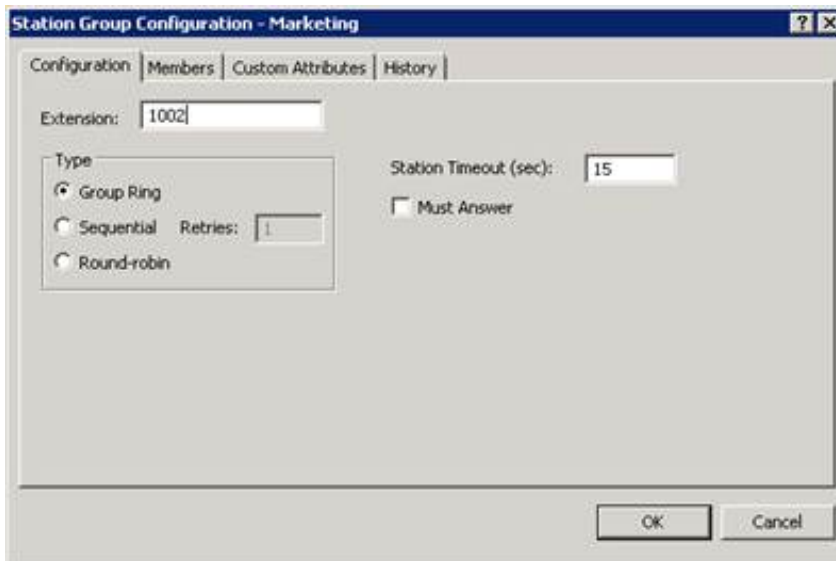 Station Group Configuration - Marketing
? X
Configuration Members Custom Attributes History
Extension: 1002
Type
Group Ring
Sequential Retries: 1
Round-robin
Station Timeout (sec): 15
Must Answer
OK Cancel